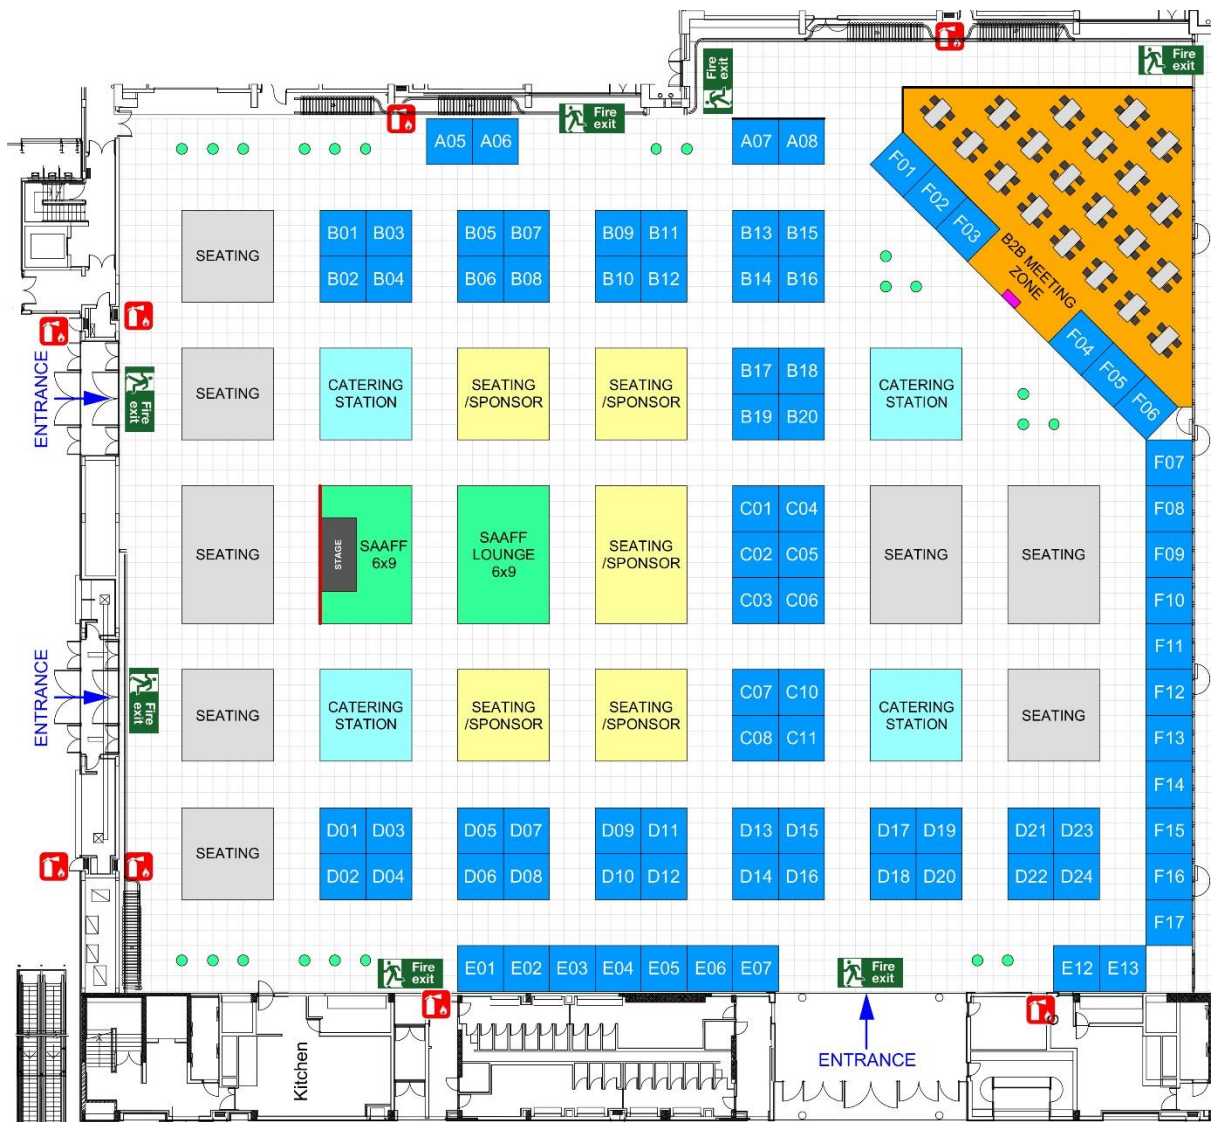 Fire
exit
Fire
exit
Fire
exit
A05 A06
A07 A08
F01
F02
F03
B2B MEETING
ZONE
F04
F05
F06
SEATING
B01 B03
B02 B04
B05 B07
B06 B08
B09 B11
B10 B12
B13 B15
B14 B16
ENTRANCE
Fire
exit
SEATING
CATERING
STATION
SEATING
/SPONSOR
SEATING
/SPONSOR
B17 B18
B19 B20
CATERING
STATION
F07
F08
F09
F10
F11
F12
F13
F14
F15
F16
F17
SEATING
STAGE
SAAFF
6x9
SAAFF
LOUNGE
6x9
SEATING
/SPONSOR
C01 C04
C02 C05
C03 C06
SEATING
SEATING
ENTRANCE
Fire
exit
SEATING
CATERING
STATION
SEATING
/SPONSOR
SEATING
/SPONSOR
C07 C10
C08 C11
CATERING
STATION
SEATING
SEATING
D01 D03
D02 D04
D05 D07
D06 D08
D09 D11
D10 D12
D13 D15
D14 D16
D17 D19
D18 D20
D21 D23
D22 D24
Fire
exit
E01 E02 E03 E04 E05 E06 E07
Fire
exit
E12 E13
Kitchen
ENTRANCE